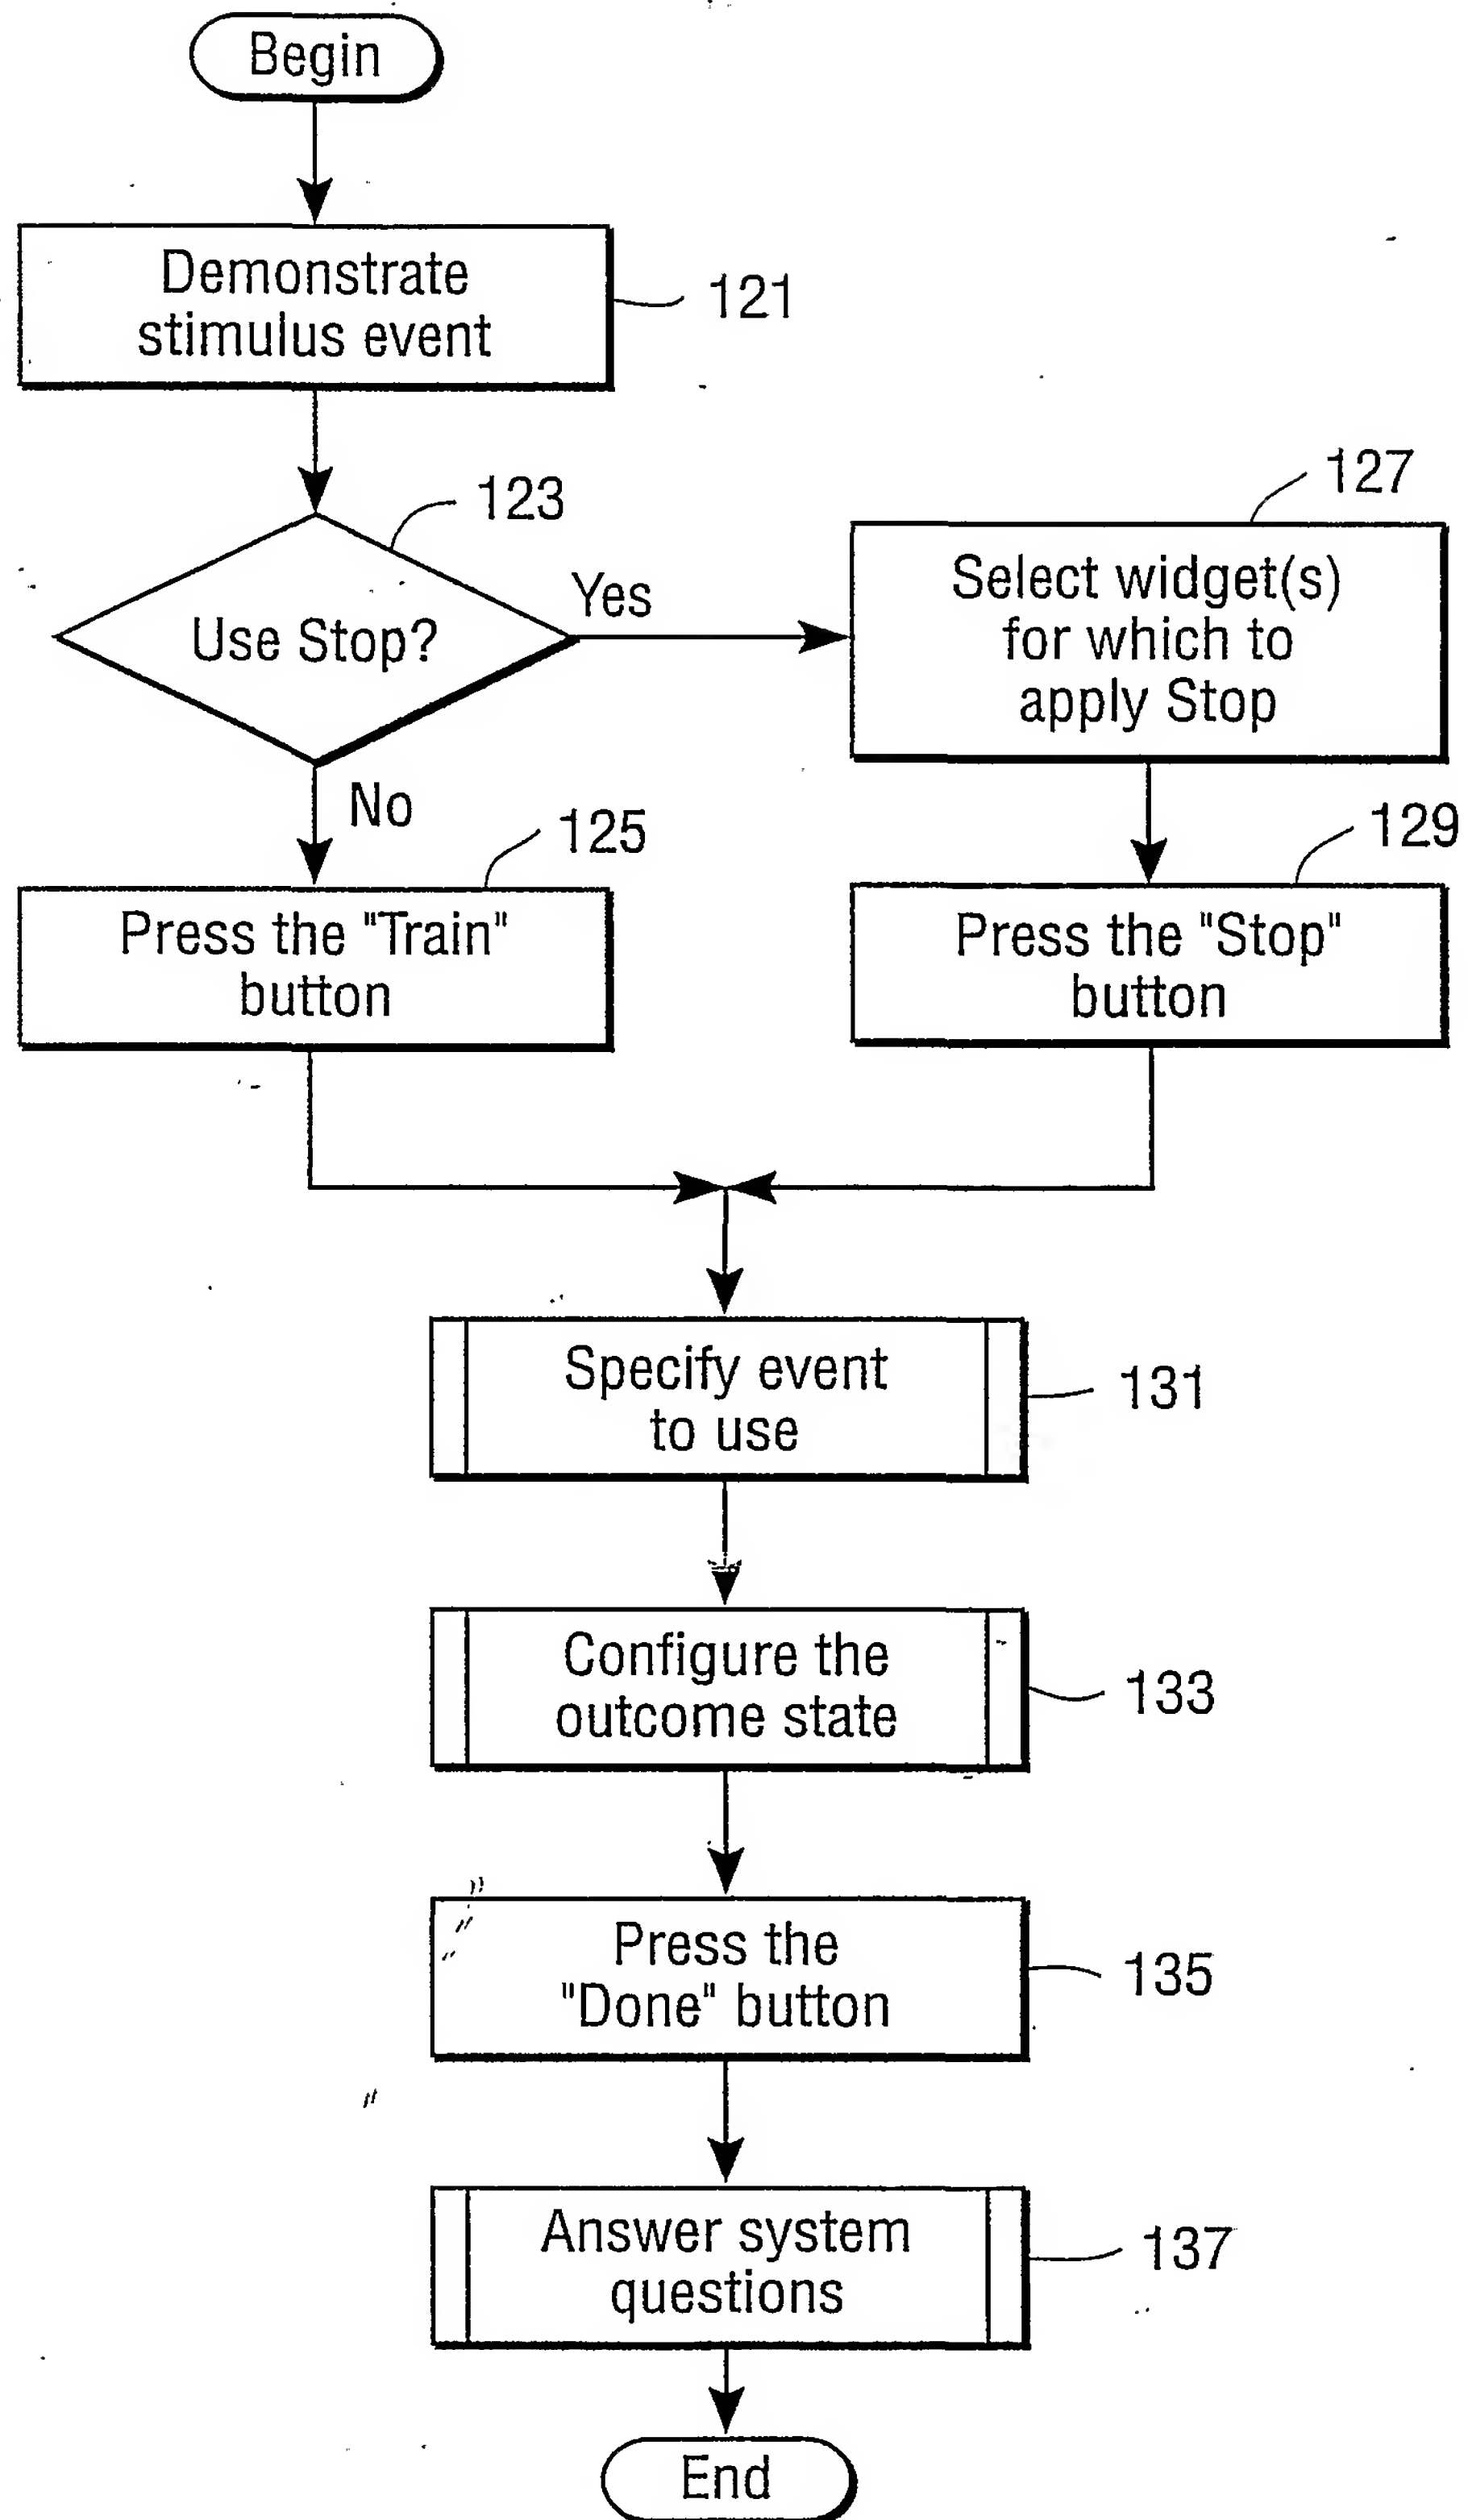 Begin
Demonstrate
stimulus event
121
123
Use Stop?
Yes
No
127
Select widget(s)
for which to
apply Stop
125
Press the "Train"
button
129
Press the "Stop"
button
Specify event
to use
131
Configure the
outcome state
133
Press the
"Done" button
135
Answer system
questions
137
End